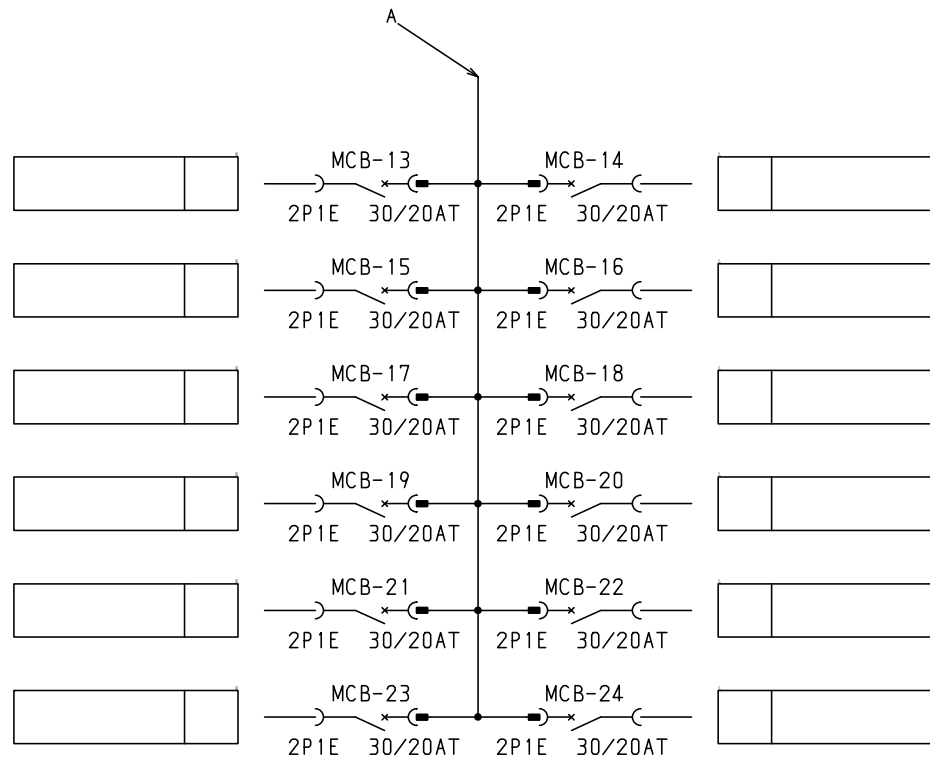 A
MCB-13 MCB-14
2P1E 30/20AT 2P1E 30/20AT
MCB-15 MCB-16
2P1E 30/20AT 2P1E 30/20AT
MCB-17 MCB-18
2P1E 30/20AT 2P1E 30/20AT
MCB-19 MCB-20
2P1E 30/20AT 2P1E 30/20AT
MCB-21 MCB-22
2P1E 30/20AT 2P1E 30/20AT
MCB-23 MCB-24
2P1E 30/20AT 2P1E 30/20AT